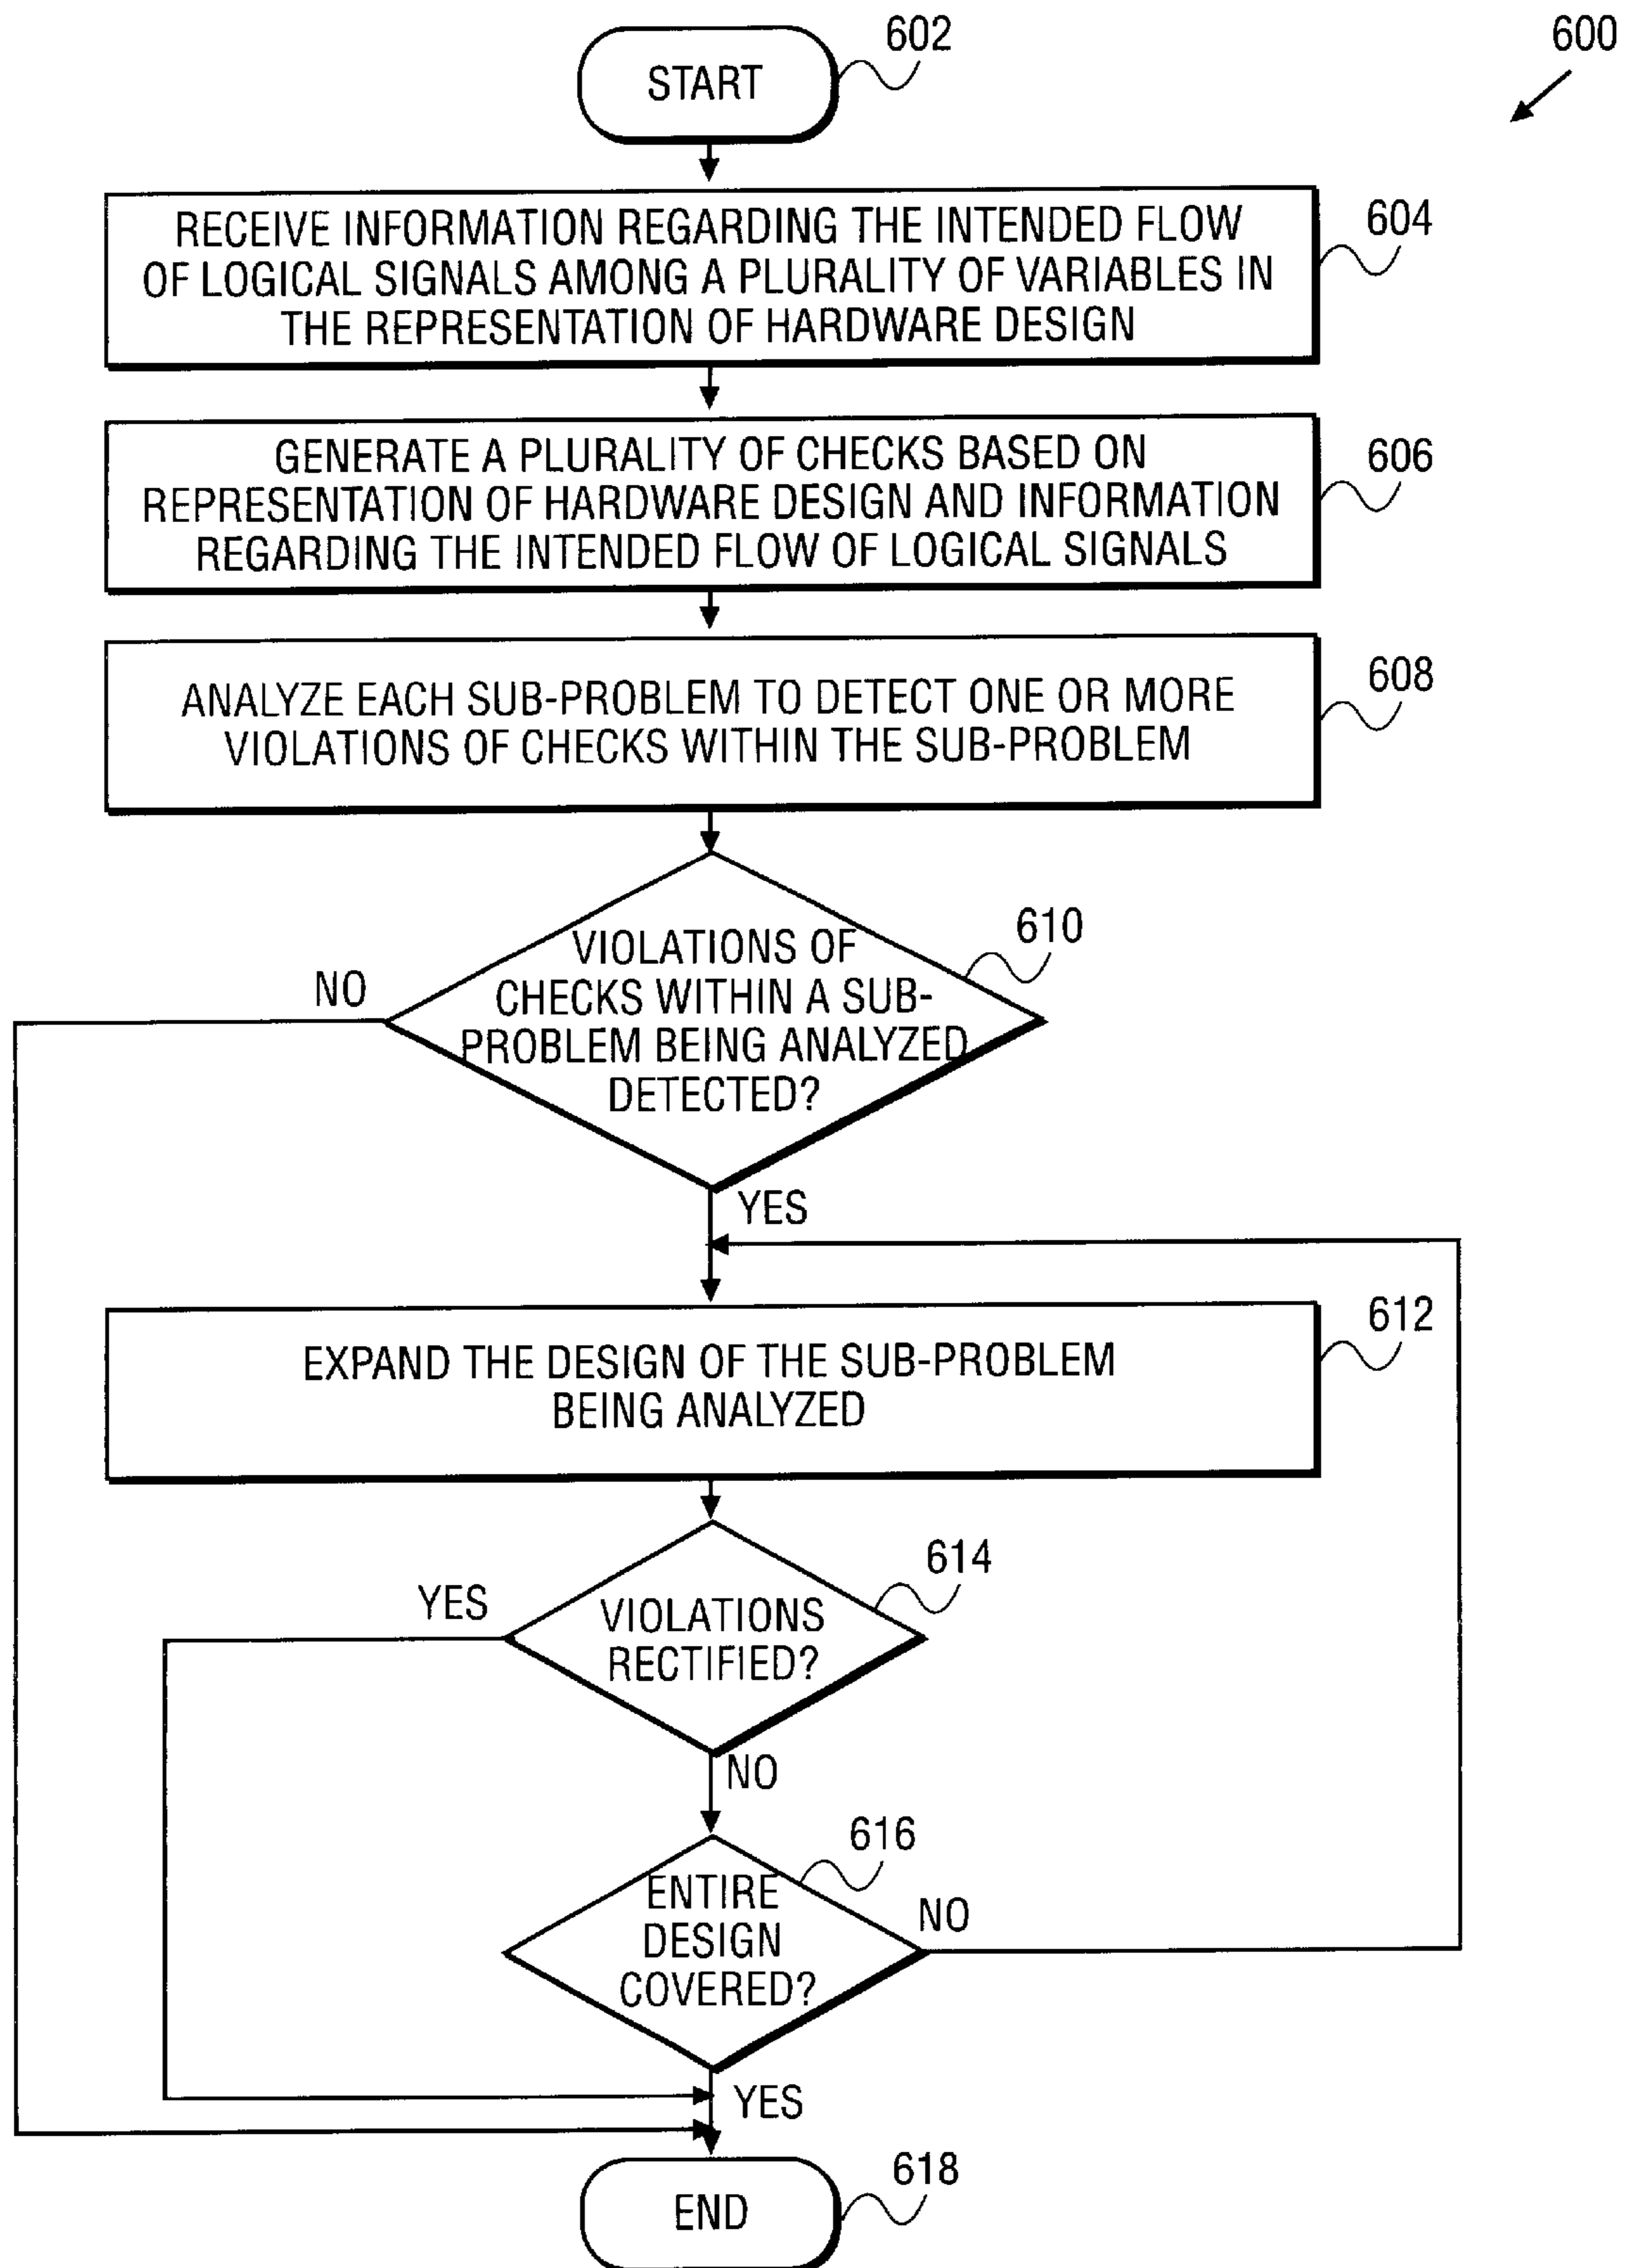 602
600
START
RECEIVE INFORMATION REGARDING THE INTENDED FLOW
OF LOGICAL SIGNALS AMONG A PLURALITY OF VARIABLES IN
THE REPRESENTATION OF HARDWARE DESIGN
604
GENERATE A PLURALITY OF CHECKS BASED ON
REPRESENTATION OF HARDWARE DESIGN AND INFORMATION
REGARDING THE INTENDED FLOW OF LOGICAL SIGNALS
606
ANALYZE EACH SUB-PROBLEM TO DETECT ONE OR MORE
VIOLATIONS OF CHECKS WITHIN THE SUB-PROBLEM
608
610
NO
VIOLATIONS OF
CHECKS WITHIN A SUB-
PROBLEM BEING ANALYZED
DETECTED?
YES
612
EXPAND THE DESIGN OF THE SUB-PROBLEM
BEING ANALYZED
614
YES
VIOLATIONS
RECTIFIED?
NO
616
ENTIRE
DESIGN
COVERED?
NO
YES
618
END